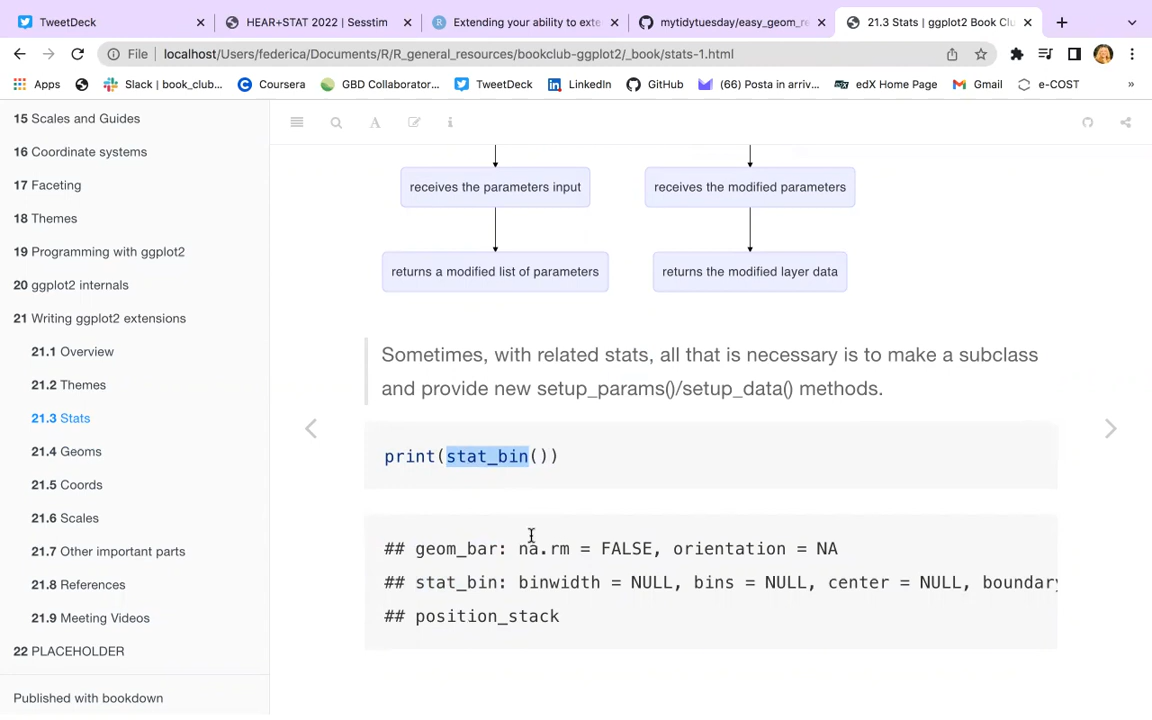 TweetDeck
HEAR+STAT 2022 | Sesstim
Extending your ability to exte
mytidytuesday/easy_geom_re
21.3 Stats | ggplot2 Book Clu
File localhost/Users/federica/Documents/R/R_general_resources/bookclub-ggplot2/_book/stats-1.html
Apps Slack | book_club... Coursera GBD Collaborator... TweetDeck LinkedIn GitHub (66) Posta in arriv... edX Home Page Gmail e-COST »
15 Scales and Guides
16 Coordinate systems
17 Faceting
18 Themes
19 Programming with ggplot2
20 ggplot2 internals
21 Writing ggplot2 extensions
21.1 Overview
21.2 Themes
21.3 Stats
21.4 Geoms
21.5 Coords
21.6 Scales
21.7 Other important parts
21.8 References
21.9 Meeting Videos
22 PLACEHOLDER
Published with bookdown
receives the parameters input
receives the modified parameters
returns a modified list of parameters
returns the modified layer data
Sometimes, with related stats, all that is necessary is to make a subclass
and provide new setup_params()/setup_data() methods.
print(stat_bin())
## geom_bar: na.rm = FALSE, orientation = NA
## stat_bin: binwidth = NULL, bins = NULL, center = NULL, boundary
## position_stack